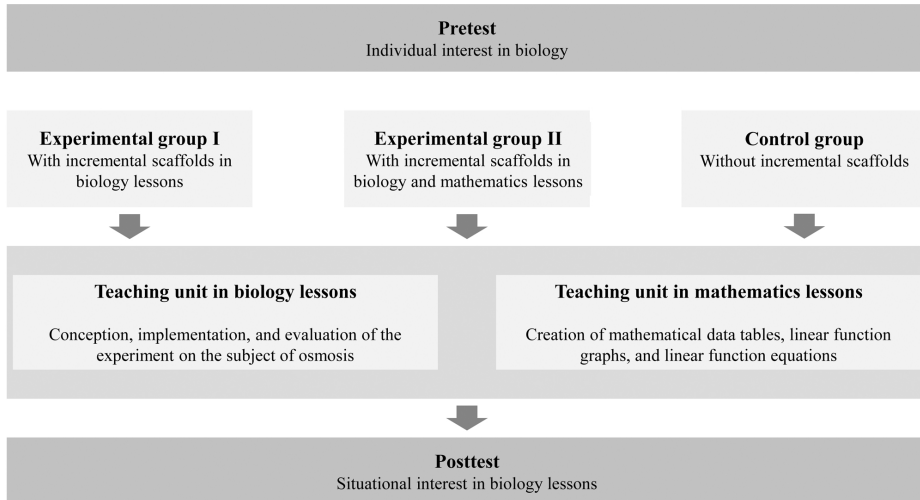 Pretest
Individual interest in biology
Experimental group I
With incremental scaffolds in
biology lessons
Experimental group II
With incremental scaffolds in
biology and mathematics lessons
Control group
Without incremental scaffolds
Teaching unit in biology lessons
Conception, implementation, and evaluation of the
experiment on the subject of osmosis
Teaching unit in mathematics lessons
Creation of mathematical data tables, linear function
graphs, and linear function equations
Posttest
Situational interest in biology lessons